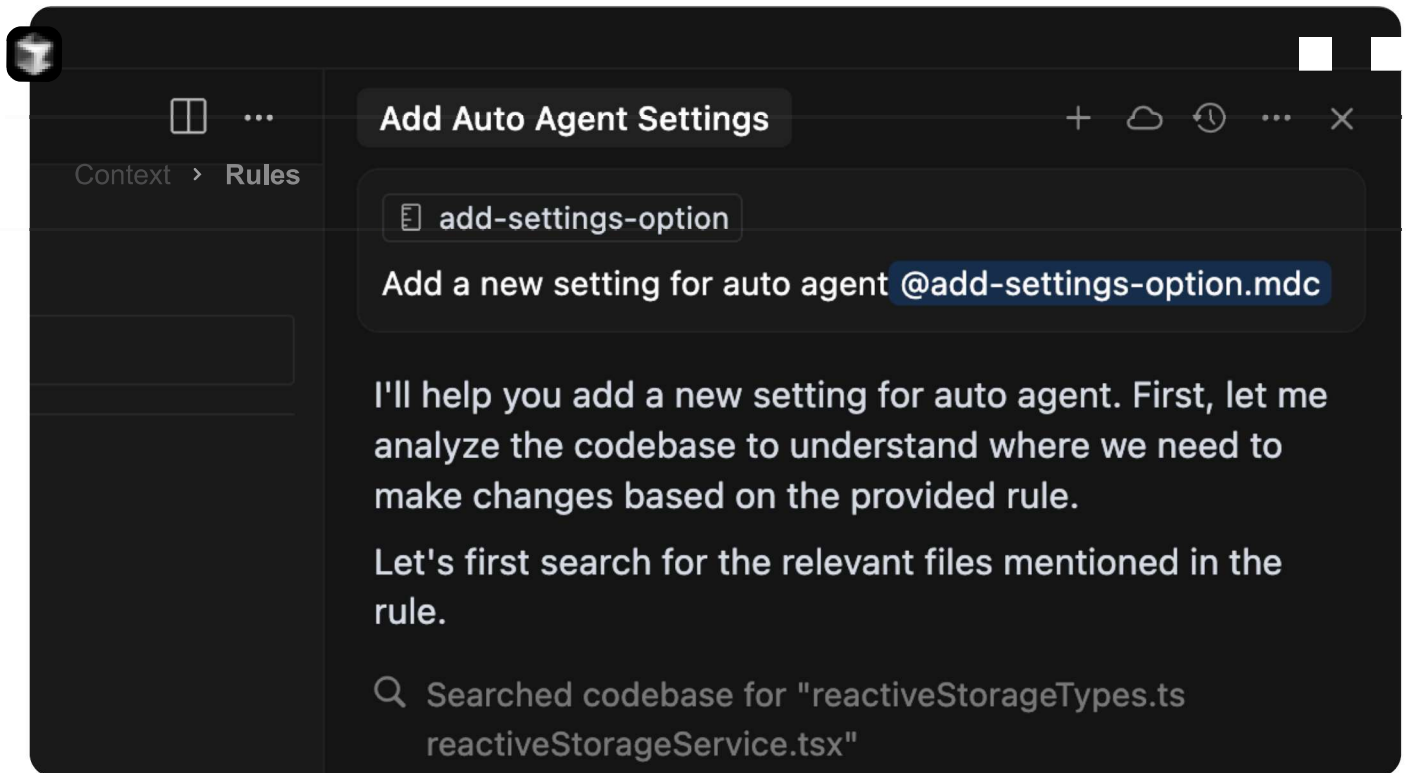 Add Auto Agent Settings
Context › Rules
add-settings-option
Add a new setting for auto agent @add-settings-option.mdc
I'll help you add a new setting for auto agent. First, let me
analyze the codebase to understand where we need to
make changes based on the provided rule.
Let's first search for the relevant files mentioned in the
rule.
Searched codebase for "reactiveStorageTypes.ts
reactiveStorageService.tsx"